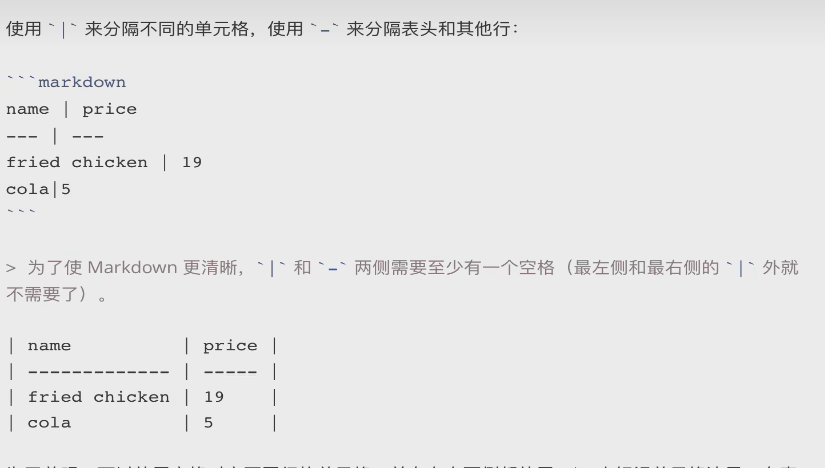 使用 `|` 来分隔不同的单元格，使用 `-` 来分隔表头和其他行：
```markdown
name | price
--- | ---
fried chicken | 19
cola|5
```
> 为了使 Markdown 更清晰，`|` 和 `-` 两侧需要至少有一个空格（最左侧和最右侧的 `|` 外就
不需要了）。
| name          | price |
| ------------- | ----- |
| fried chicken | 19    |
| cola          | 5     |